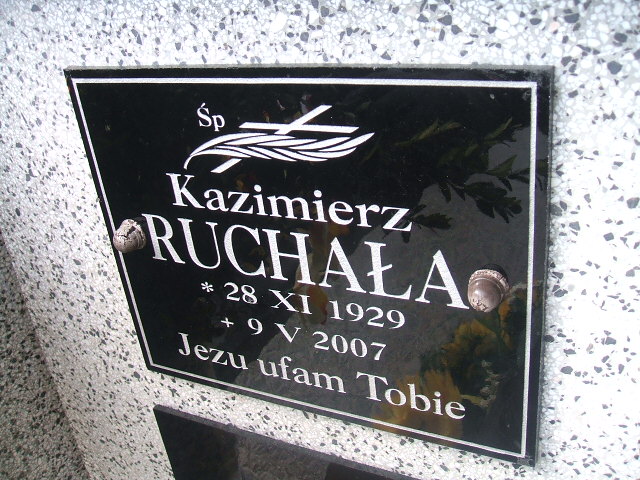 Śp
Kazimierz
RUCHAŁA
* 28 XI 1929
+ 9 V 2007
Jezu ufam Tobie